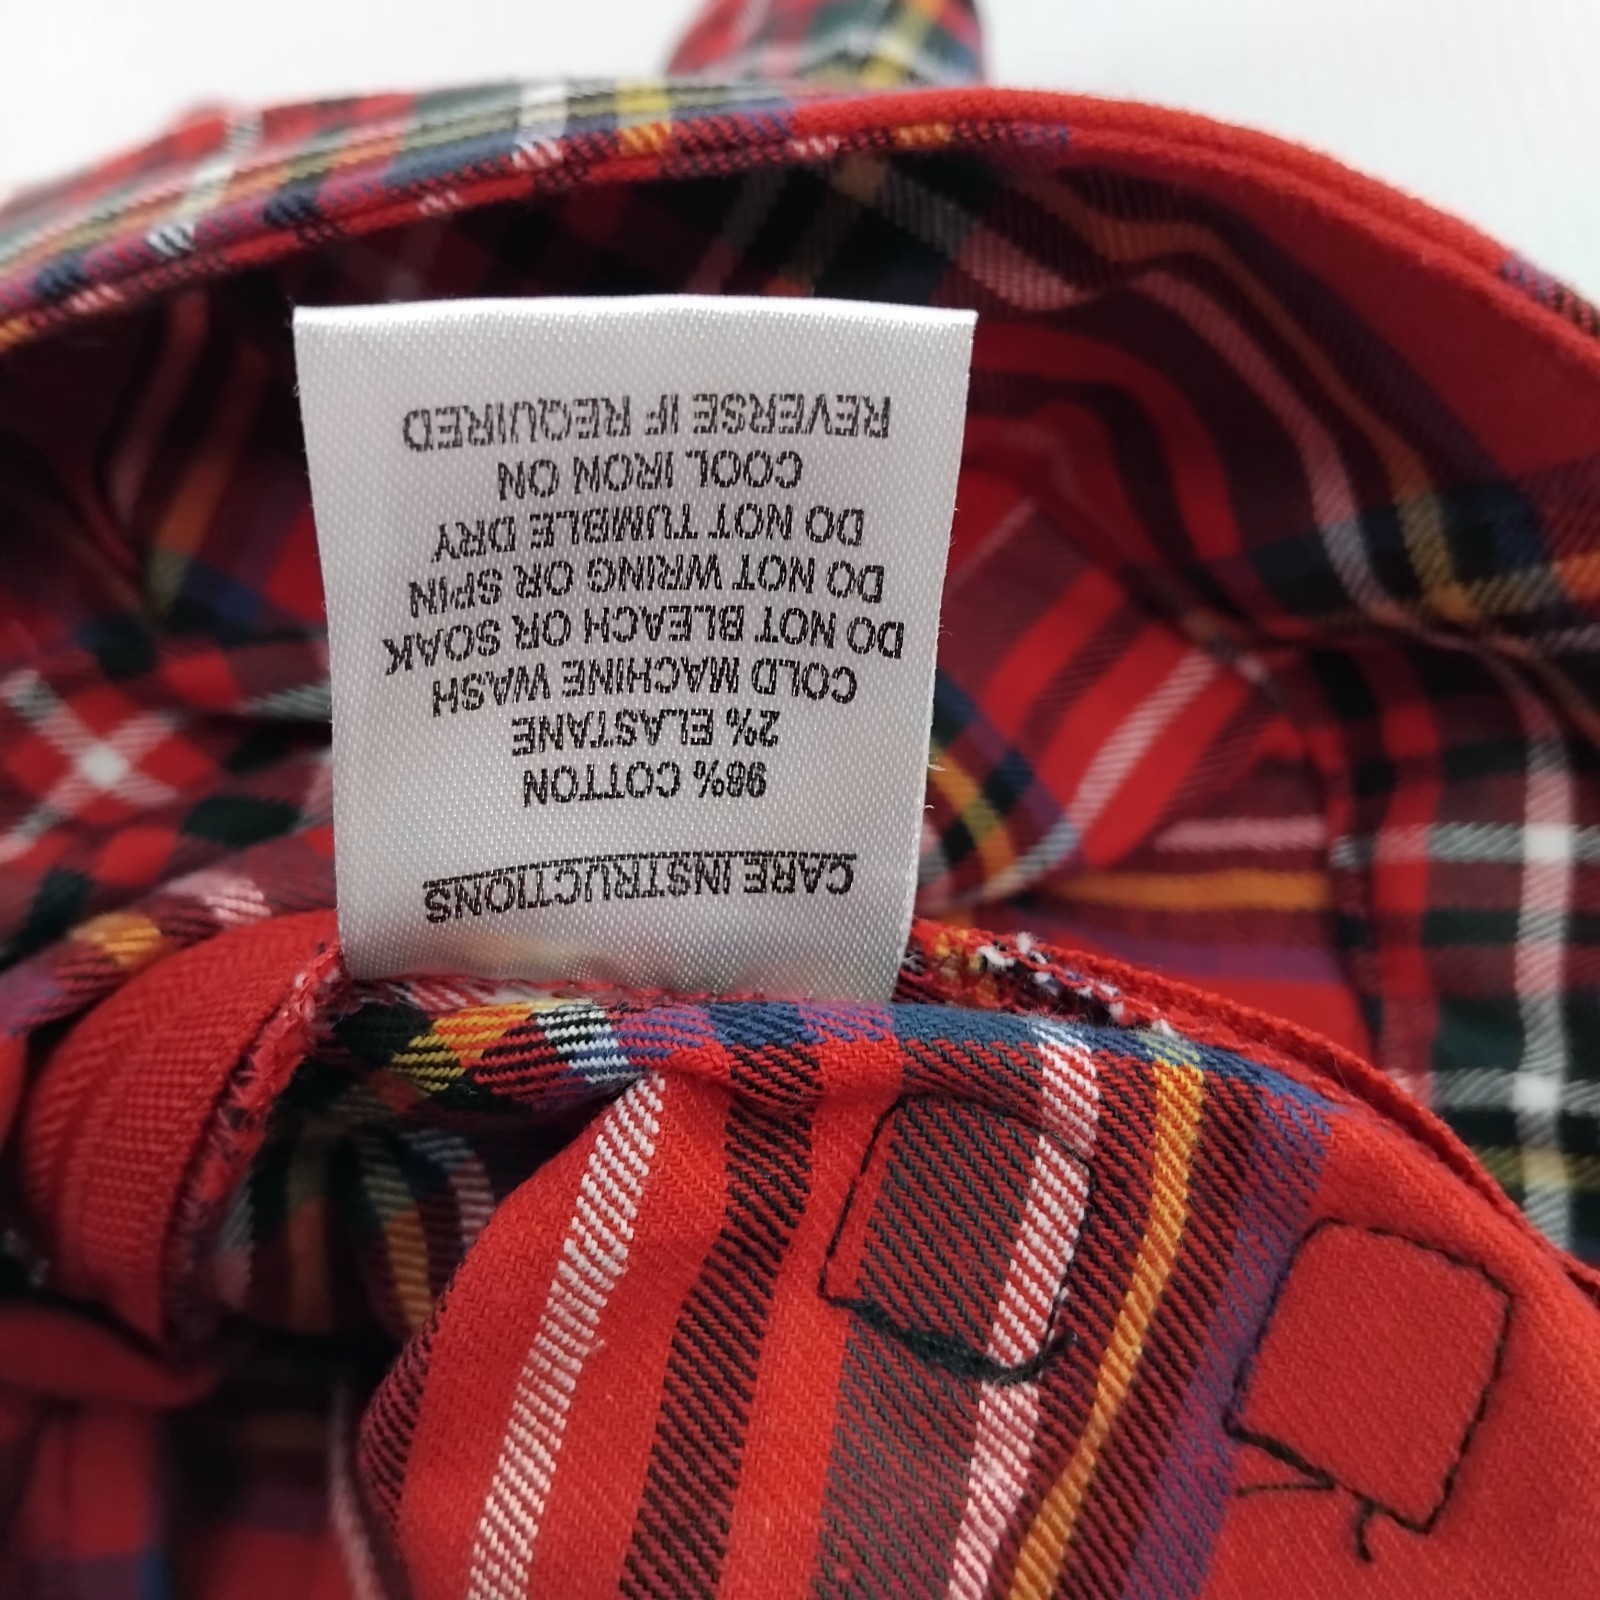 CARE INSTRUCTIONS
98% COTTON
2% ELASTANE
COLD MACHINE WASH
DO NOT BLEACH OR SOAK
DO NOT WRING OR SPIN
DO NOT TUMBLE DRY
COOL IRON ON
REVERSE IF REQUIRED